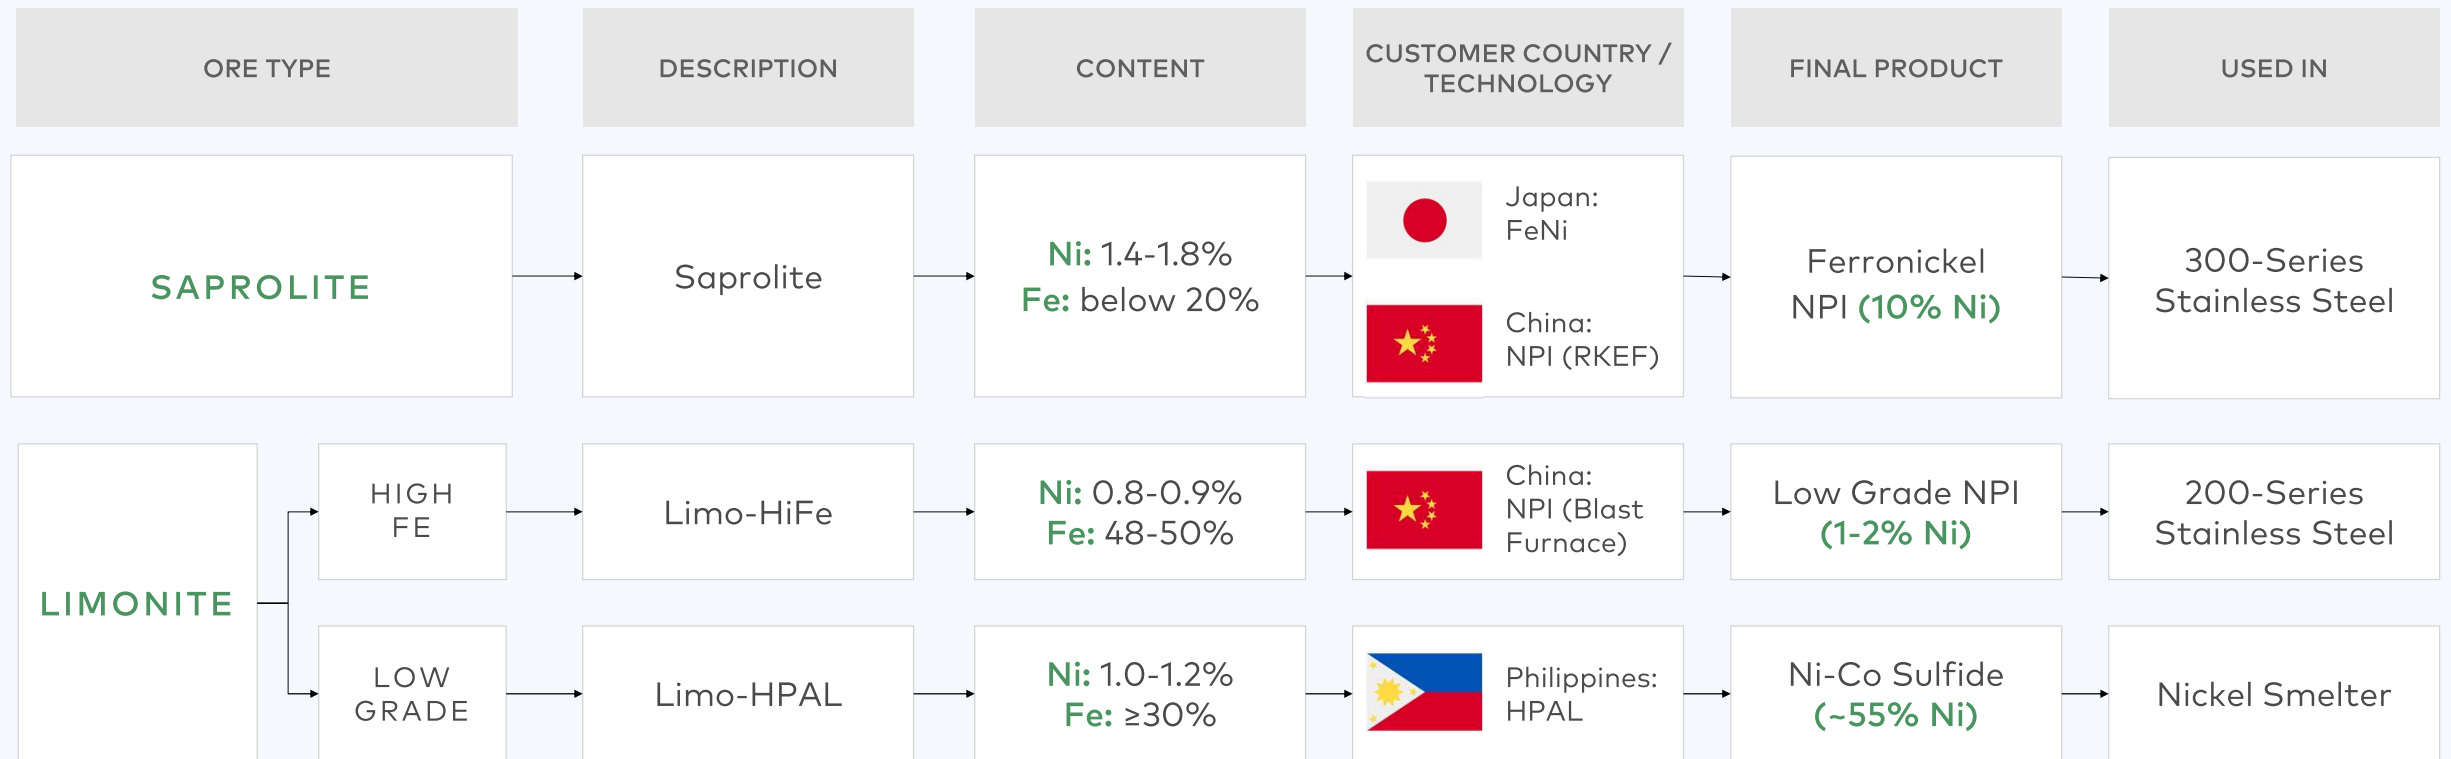 ORE TYPE
DESCRIPTION
CONTENT
CUSTOMER COUNTRY /
TECHNOLOGY
FINAL PRODUCT
USED IN
SAPROLITE
Saprolite
Ni: 1.4-1.8%
Fe: below 20%
Japan:
FeNi
China:
NPI (RKEF)
Ferronickel
NPI (10% Ni)
300-Series
Stainless Steel
LIMONITE
HIGH
FE
Limo-HiFe
Ni: 0.8-0.9%
Fe: 48-50%
China:
NPI (Blast
Furnace)
Low Grade NPI
(1-2% Ni)
200-Series
Stainless Steel
LOW
GRADE
Limo-HPAL
Ni: 1.0-1.2%
Fe: ≥30%
Philippines:
HPAL
Ni-Co Sulfide
(~55% Ni)
Nickel Smelter